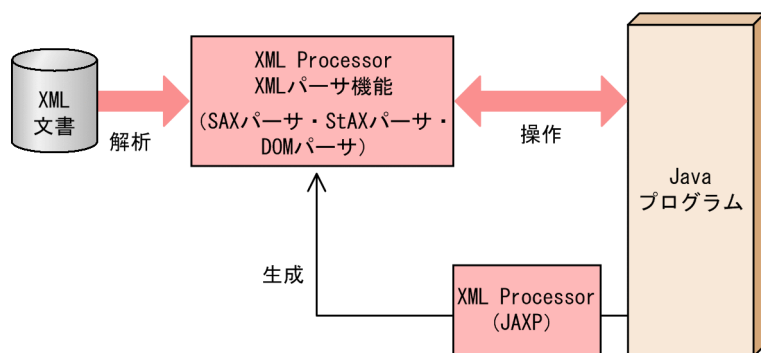 XML
文書
解析
XML Processor
XMLパーサ機能
(SAXパーサ・StAXパーサ・
DOMパーサ)
操作
Java
プログラム
生成
XML Processor
(JAXP)